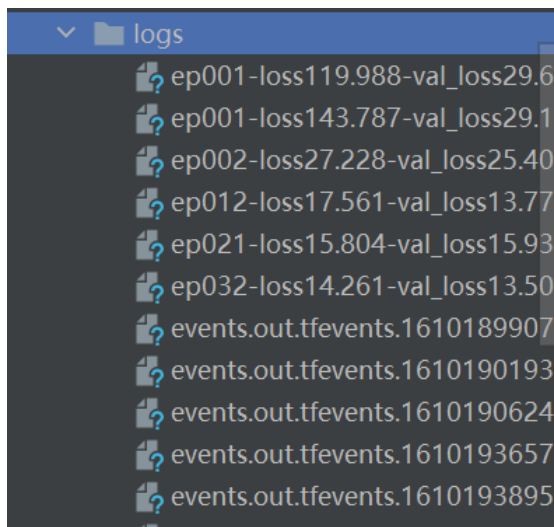 logs
ep001-loss119.988-val_loss29.6
ep001-loss143.787-val_loss29.1
ep002-loss27.228-val_loss25.40
ep012-loss17.561-val_loss13.77
ep021-loss15.804-val_loss15.93
ep032-loss14.261-val_loss13.50
events.out.tfevents.1610189907
events.out.tfevents.1610190193
events.out.tfevents.1610190624
events.out.tfevents.1610193657
events.out.tfevents.1610193895